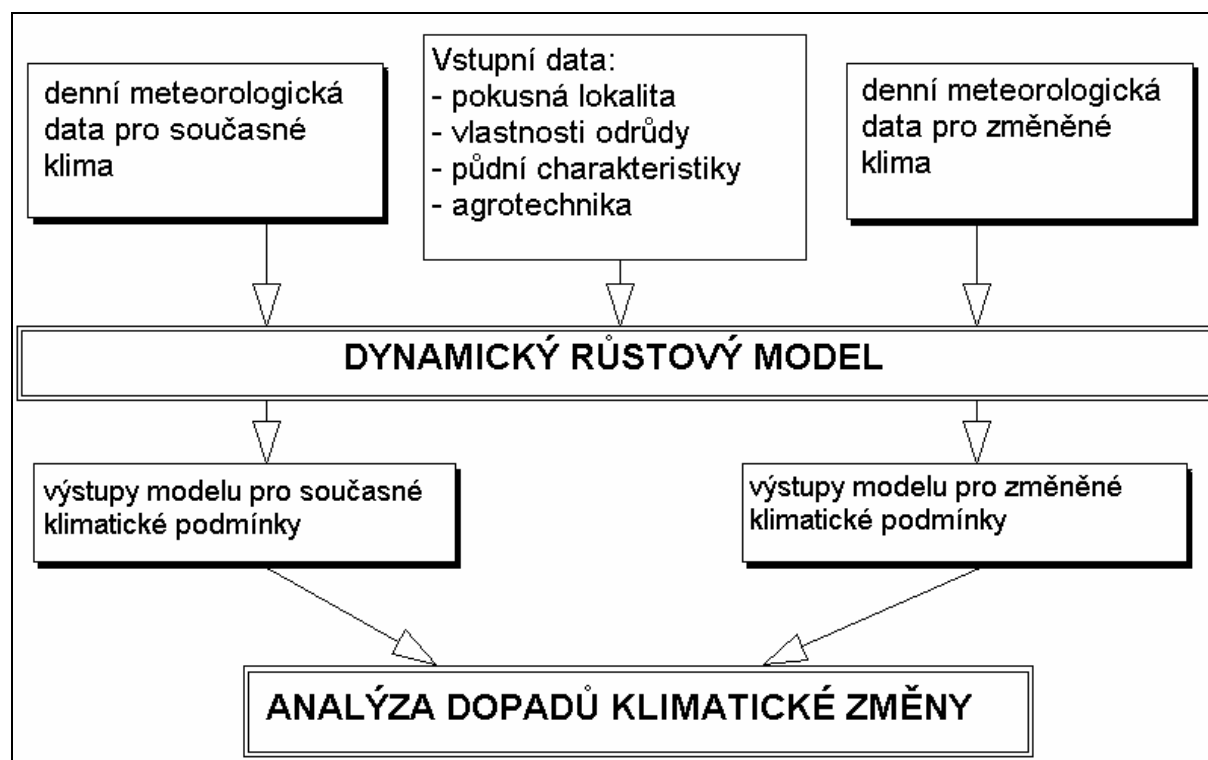 denní meteorologická
data pro současné
klima
Vstupní data:
- pokusná lokalita
- vlastnosti odrůdy
- půdní charakteristiky
- agrotechnika
denní meteorologická
data pro změněné
klima
DYNAMICKÝ RŮSTOVÝ MODEL
výstupy modelu pro současné
klimatické podmínky
výstupy modelu pro změněné
klimatické podmínky
ANALÝZA DOPADŮ KLIMATICKÉ ZMĚNY